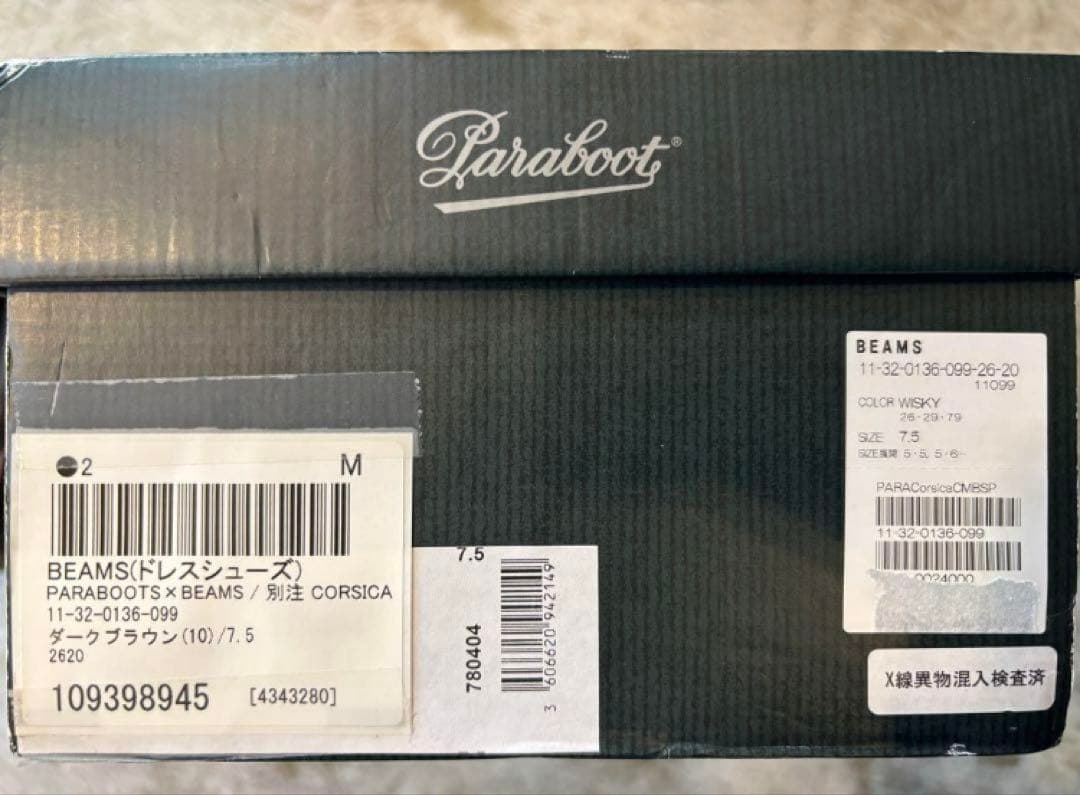 Paraboot®
BEAMS
11-32-0136-099-26-20
11099
COLOR WISKY
26・29・79
SIZE 7.5
SIZE展開 5・5, 5・6・
PARACorsicaCMBSP
11-32-0136-099
0024000
2 M
BEAMS(ドレスシューズ)
PARABOOTS×BEAMS / 別注 CORSICA
11-32-0136-099
ダークブラウン(10)/7.5
2620
109398945 [4343280]
7.5
780404
3 606620 942149
X線異物混入検査済